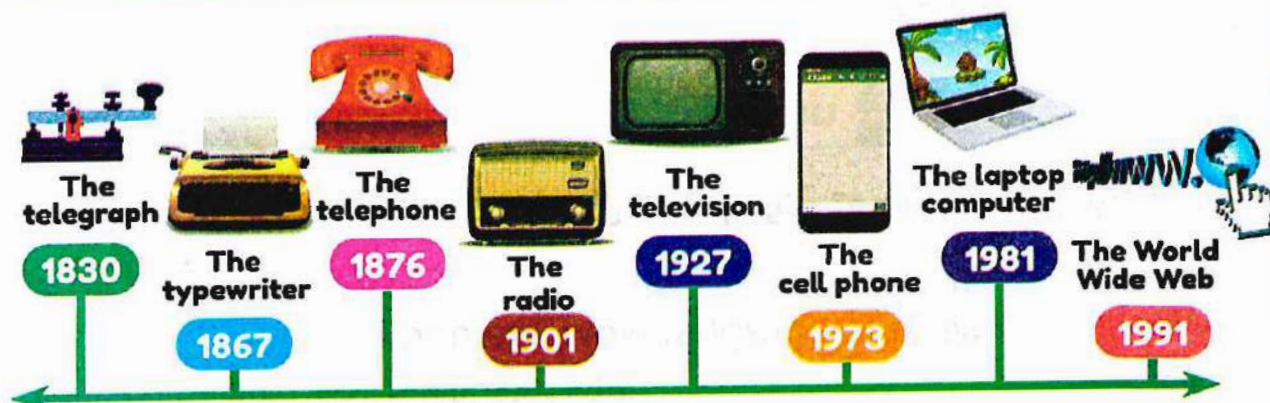 The
telegraph
1830
The
typewriter
1867
The
telephone
1876
The
radio
1901
The
television
1927
The
cell phone
1973
The laptop
computer
1981
WWW.
The World
Wide Web
1991